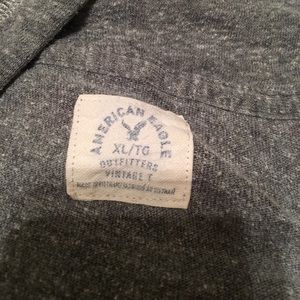 AMERICAN EAGLE
XL/TG
OUTFITTERS
VINTAGE T